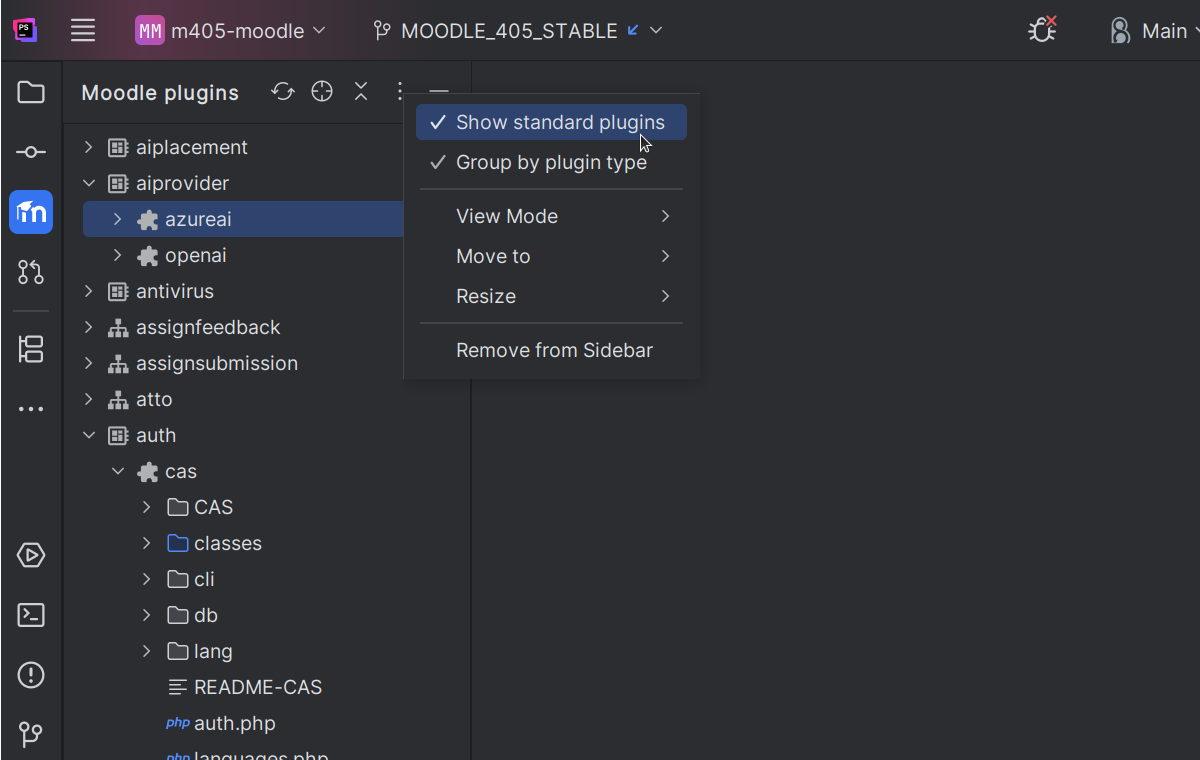 PS
MM m405-moodle MOODLE_405_STABLE Main
Moodle plugins
Show standard plugins
Group by plugin type
View Mode
Move to
Resize
Remove from Sidebar
aiplacement
aiprovider
azureai
openai
antivirus
assignfeedback
assignsubmission
atto
auth
cas
CAS
classes
cli
db
lang
README-CAS
php auth.php
php languages.php